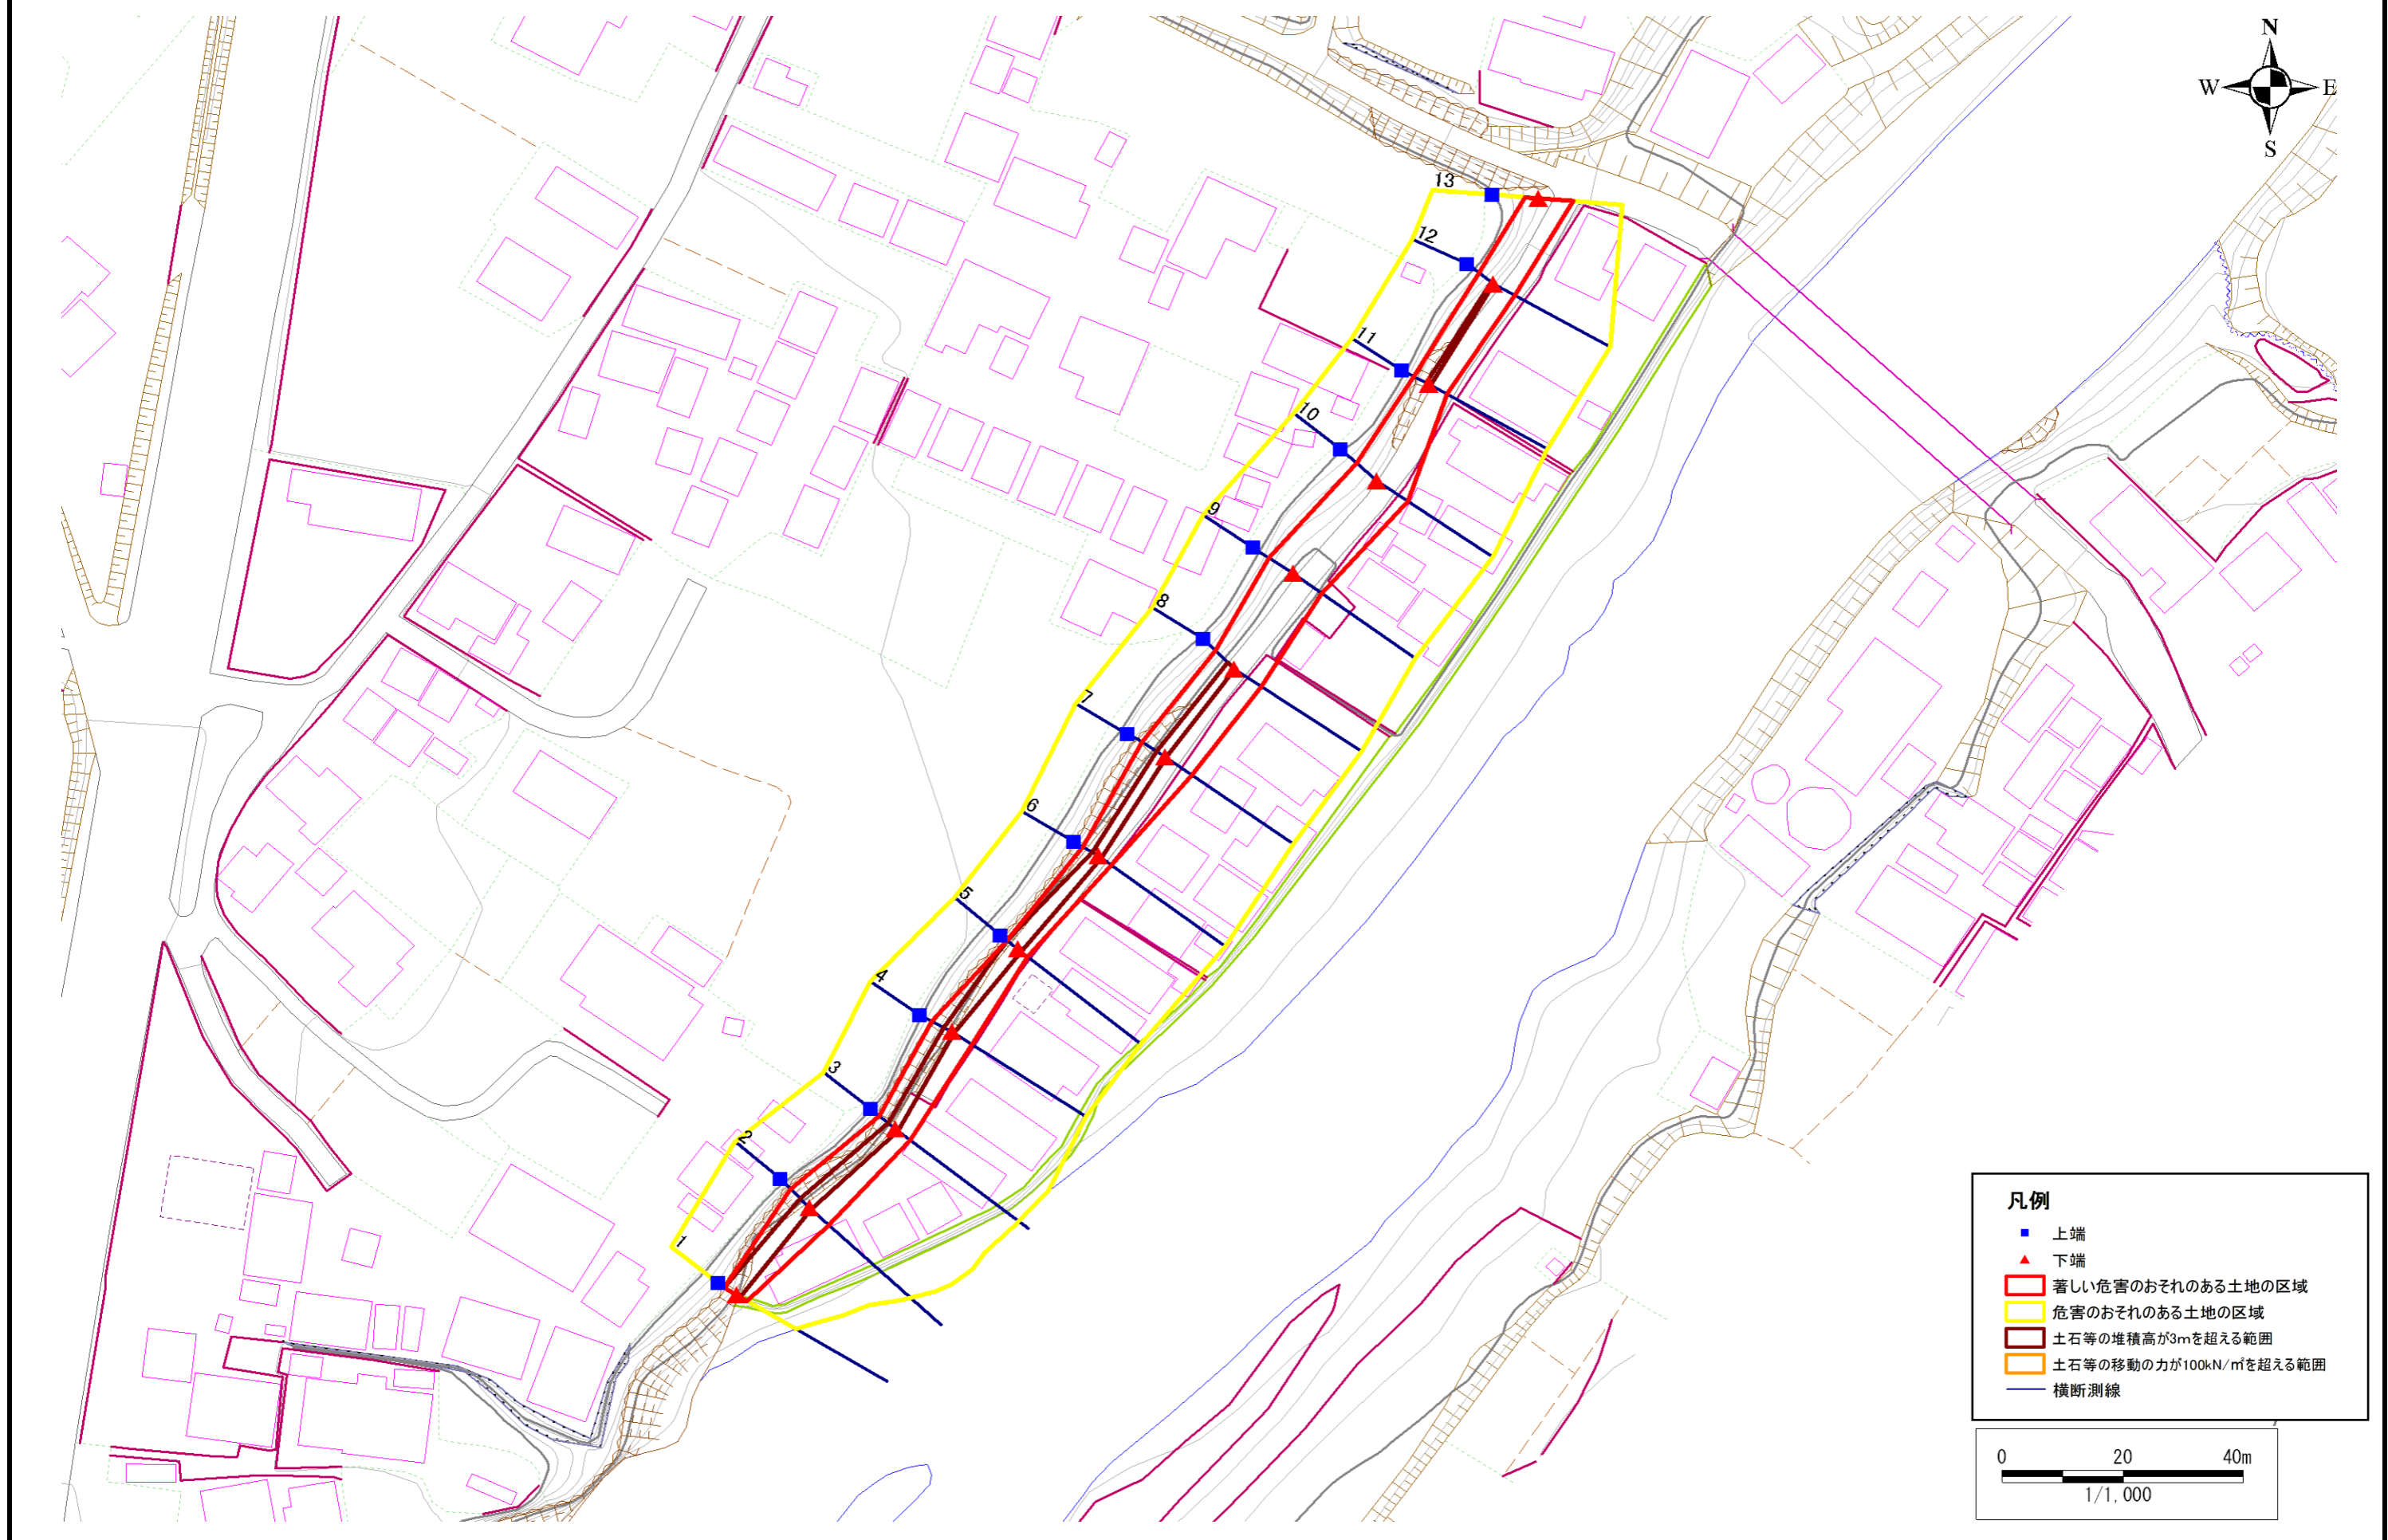 N
W E
S
13
12
11
10
9
8
7
6
5
4
3
2
1
凡例
上端
下端
著しい危害のおそれのある土地の区域
危害のおそれのある土地の区域
土石等の堆積高が3mを超える範囲
土石等の移動の力が100kN/㎡を超える範囲
横断測線
0 20 40m
1/1,000